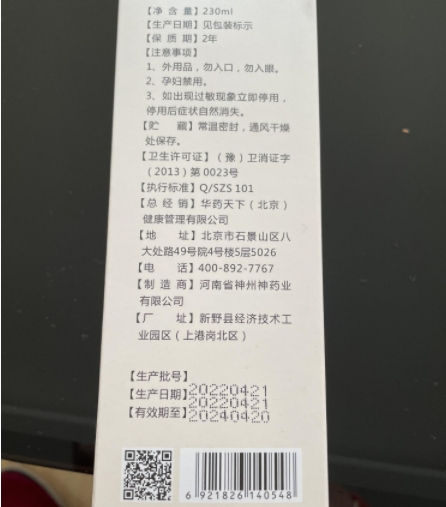 【净 含 量】230ml
【生产日期】见包装标示
【保 质 期】2年
【注意事项】
1、外用品，勿入口，勿入眼。
2、孕妇禁用。
3、如出现过敏现象立即停用，
停用后症状自然消失。
【贮 藏】常温密封，通风干燥
处保存。
【卫生许可证】（豫）卫消证字
（2013）第 0023号
【执行标准】Q/SZS 101
【总 经 销】华药天下（北京）
健康管理有限公司
【地 址】北京市石景山区八
大处路49号院4号楼5层5026
【电 话】400-892-7767
【制 造 商】河南省神州神药业
有限公司
【厂 址】新野县经济技术工
业园区（上港岗北区）
【生产批号】20220421
【生产日期】20220421
【有效期至】20240420
6 921826 140548